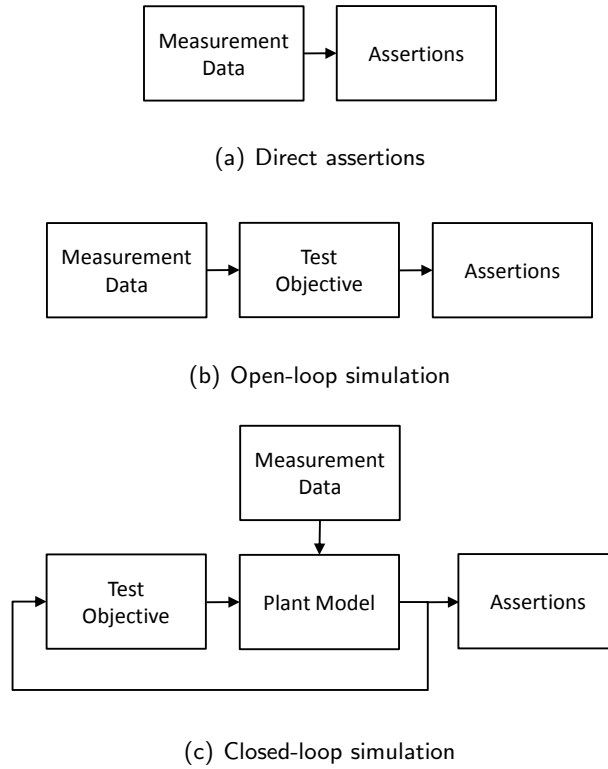 Measurement
Data
Assertions
(a) Direct assertions
Measurement
Data
Test
Objective
Assertions
(b) Open-loop simulation
Measurement
Data
Test
Objective
Plant Model
Assertions
(c) Closed-loop simulation